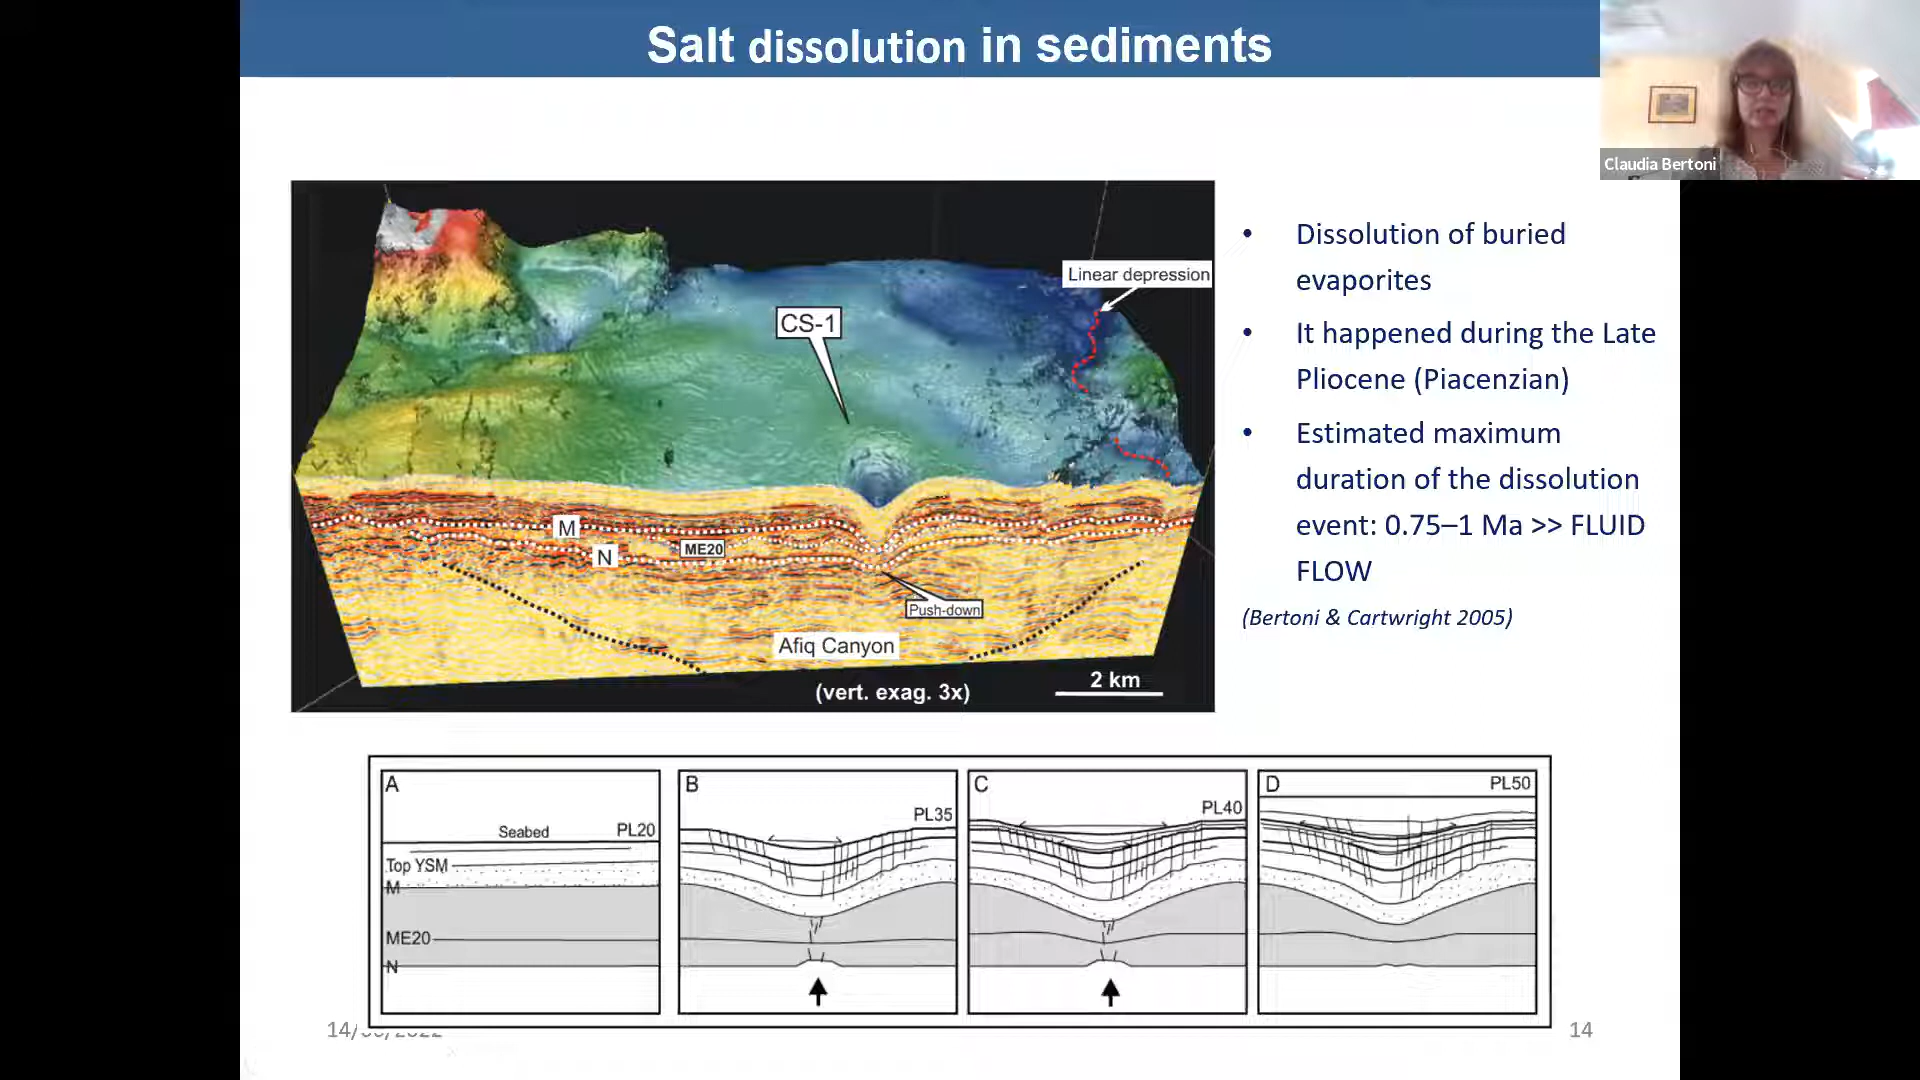 Salt dissolution in sediments
Claudia Bertoni
Linear depression
CS-1
M
N
ME20
Push-down
Afiq Canyon
(vert. exag. 3x)
2 km
• Dissolution of buried
evaporites
• It happened during the Late
Pliocene (Piacenzian)
• Estimated maximum
duration of the dissolution
event: 0.75–1 Ma >> FLUID
FLOW
(Bertoni & Cartwright 2005)
A
Seabed
PL20
Top YSM
M
ME20
N
B
PL35
C
PL40
D
PL50
14